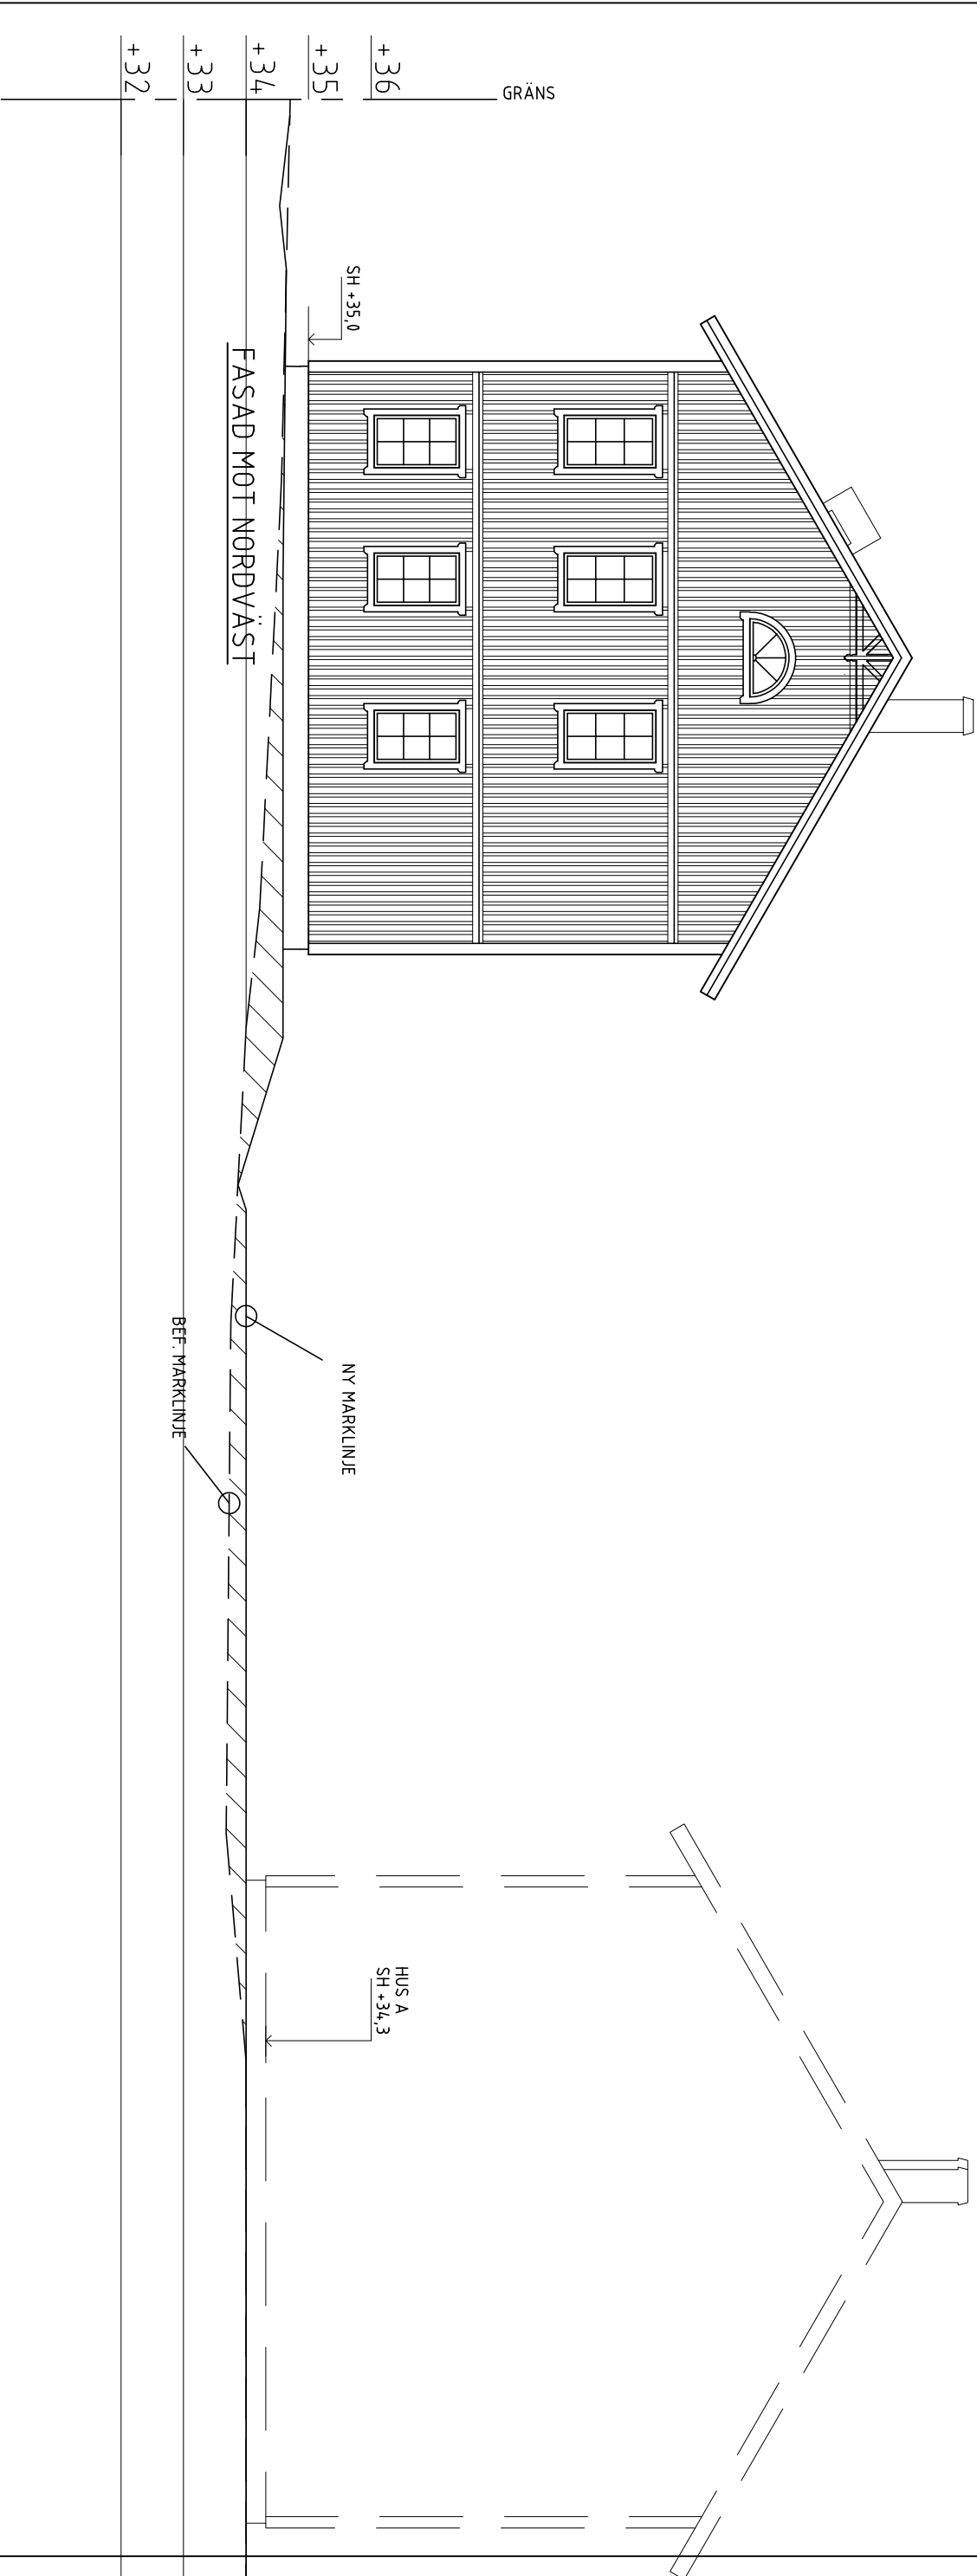 GRÄNS
+36
+35
+34
+33
+32
SH +35,0
FASAD MOT NORDVÄST
NY MARKLINJE
BEF. MARKLINJE
HUS A
SH +34,3